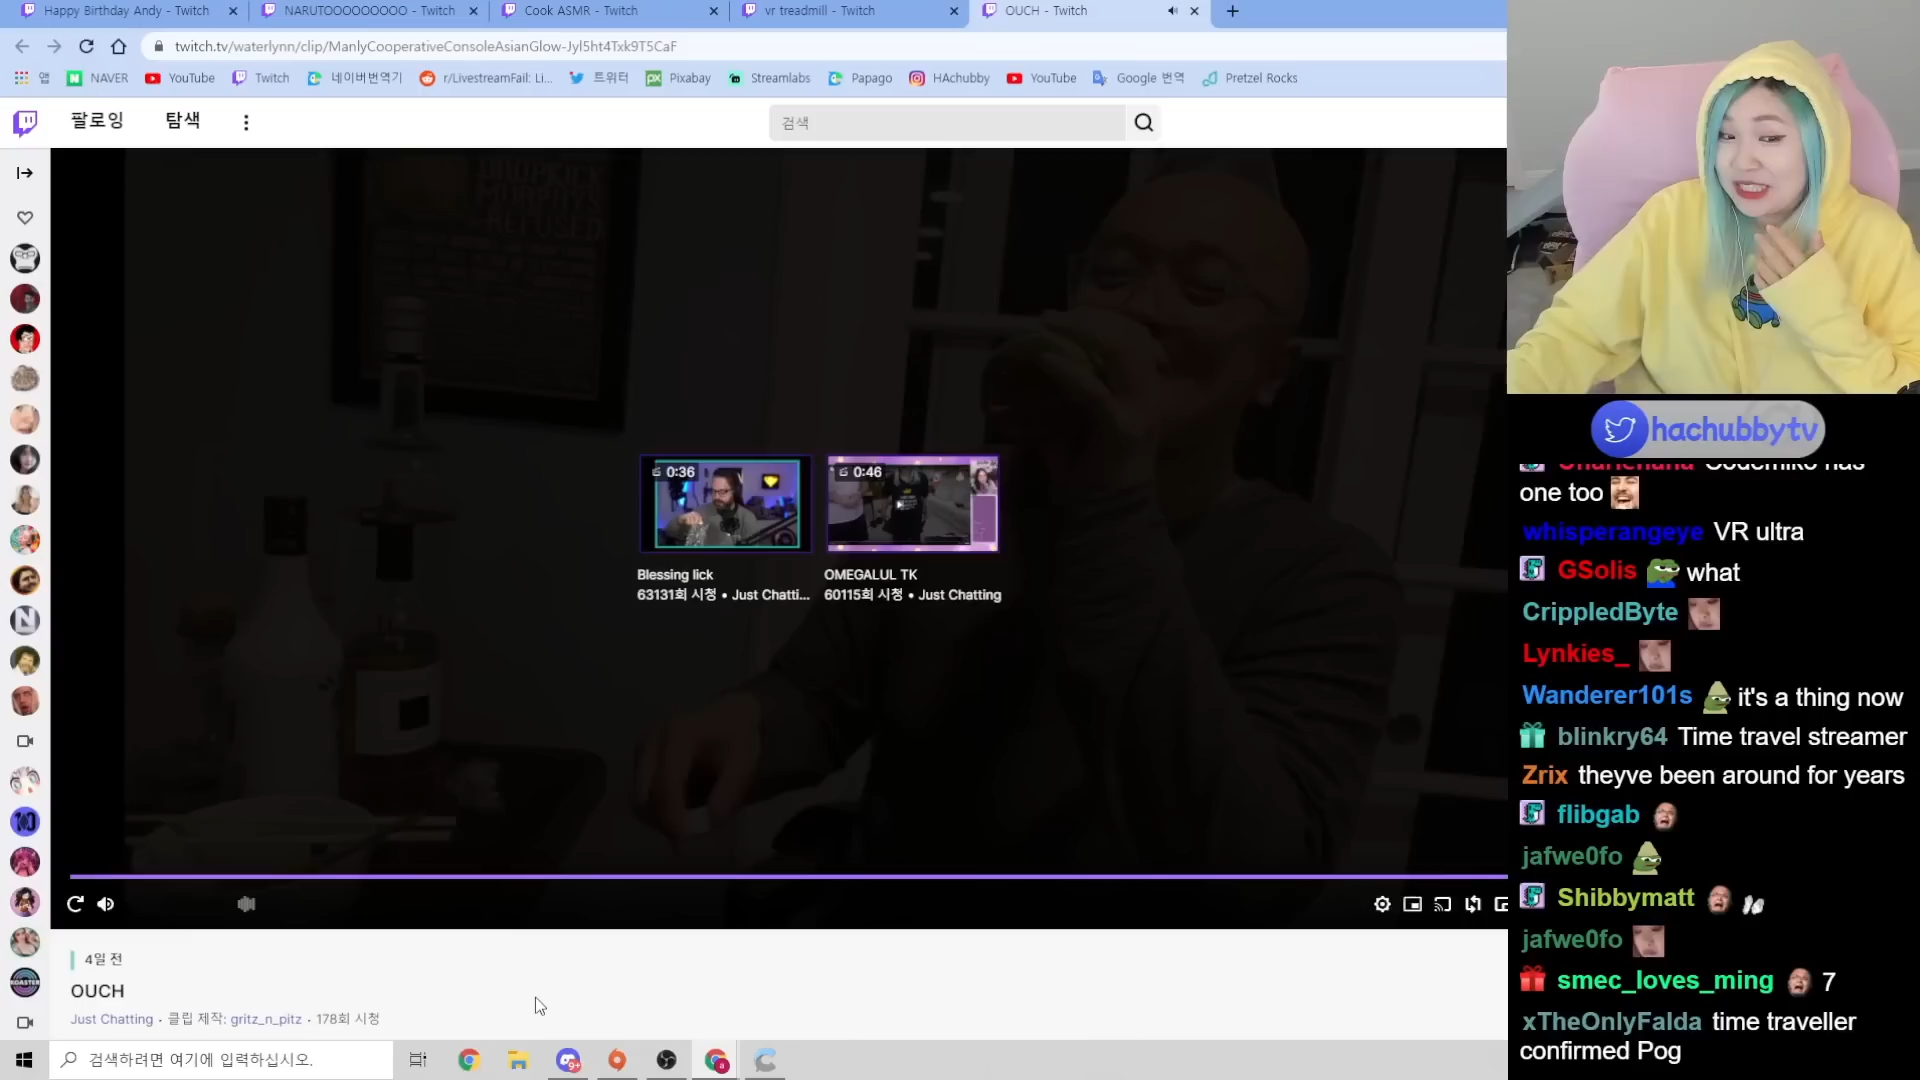 Happy Birthday Andy - Twitch
NARUTOOOOOOOOO - Twitch
Cook ASMR - Twitch
vr treadmill - Twitch
OUCH - Twitch
twitch.tv/waterlynn/clip/ManlyCooperativeConsoleAsianGlow-Jyl5ht4Txk9T5CaF
앱
NAVER
YouTube
Twitch
네이버번역기
r/LivestreamFail: Li...
트위터
Pixabay
Streamlabs
Papago
HAchubby
YouTube
Google 번역
Pretzel Rocks
팔로잉
탐색
검색
DROPKICK
MURPHYS
REFUSED
0:36
0:46
Blessing lick
63131회 시청 • Just Chatti...
OMEGALUL TK
60115회 시청 • Just Chatting
4일 전
OUCH
Just Chatting • 클립 제작: gritz_n_pitz • 178회 시청
검색하려면 여기에 입력하십시오.
9+
hachubbytv
one too
whisperangeye VR ultra
GSolis what
CrippledByte
Lynkies_
Wanderer101s it's a thing now
blinkry64 Time travel streamer
Zrix theyve been around for years
flibgab
jafwe0fo
Shibbymatt
jafwe0fo
smec_loves_ming 7
xTheOnlyFalda time traveller
confirmed Pog